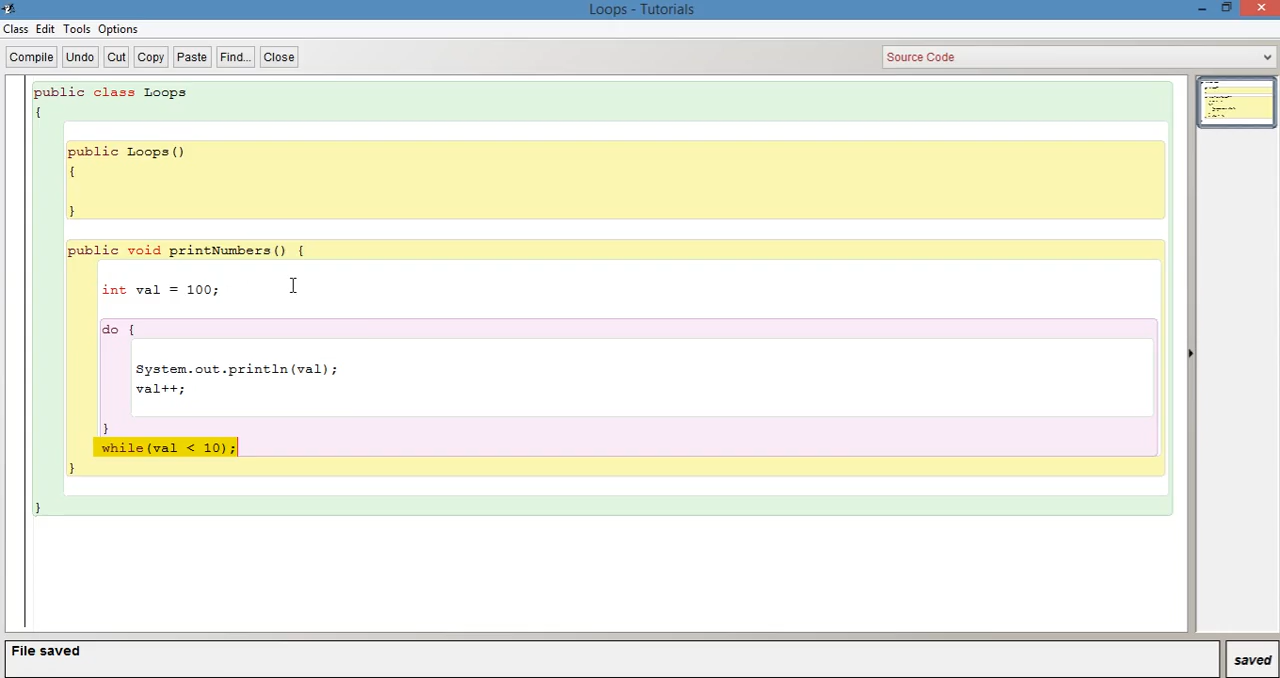 Loops - Tutorials
Class Edit Tools Options
Compile Undo Cut Copy Paste Find... Close Source Code
public class Loops
{
public Loops()
{
}
public void printNumbers() {
int val = 100;
do {
System.out.println(val);
val++;
}
while(val < 10);
}
}
File saved
saved